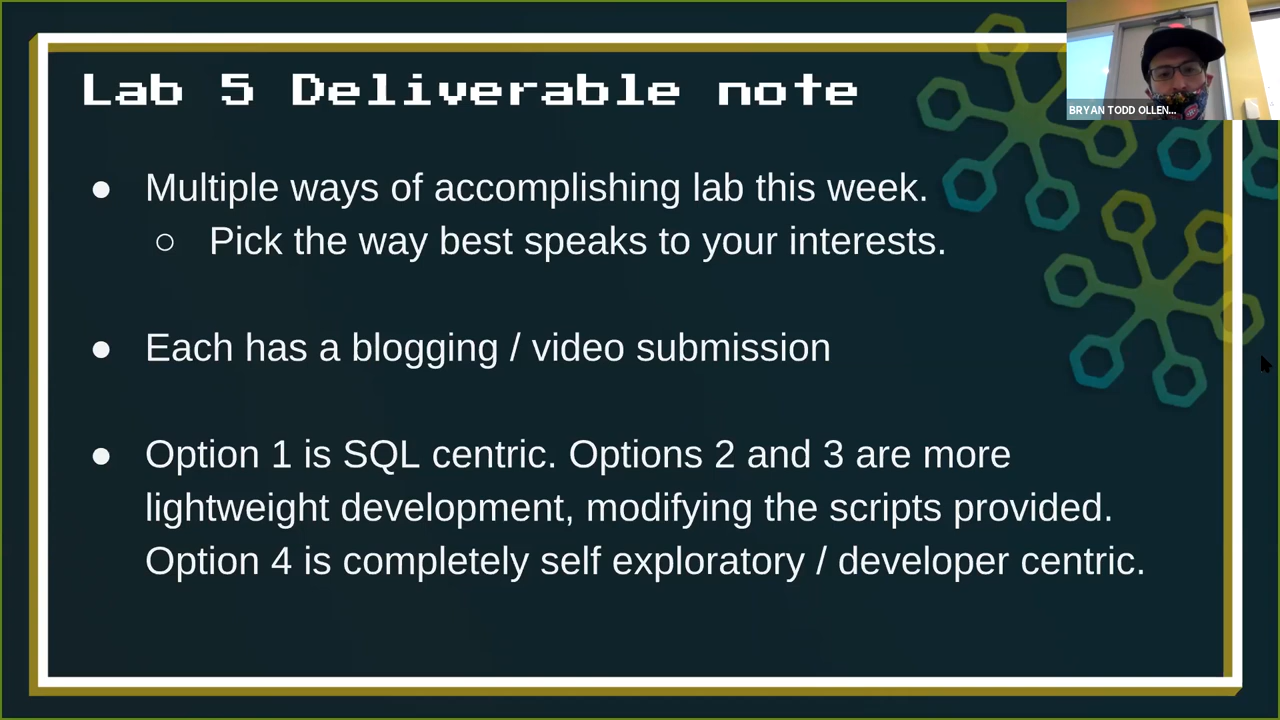 Lab 5 Deliverable note
BRYAN TODD OLLEN...
● Multiple ways of accomplishing lab this week.
○ Pick the way best speaks to your interests.
● Each has a blogging / video submission
● Option 1 is SQL centric. Options 2 and 3 are more
lightweight development, modifying the scripts provided.
Option 4 is completely self exploratory / developer centric.